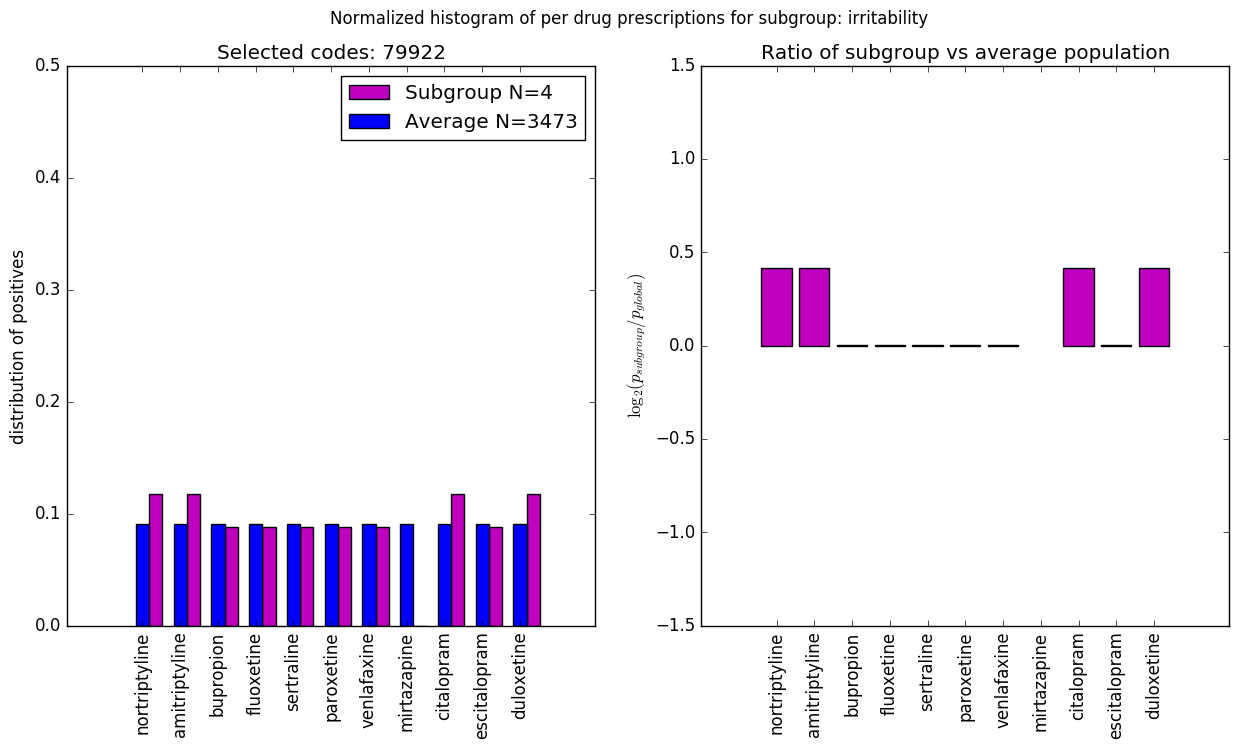 Normalized histogram of per drug prescriptions for subgroup: irritability
Selected codes: 79922
0.5
0.4
0.3
0.2
0.1
0.0
distribution of positives
Subgroup N=4
Average N=3473
nortriptyline
amitriptyline
bupropion
fluoxetine
sertraline
paroxetine
venlafaxine
mirtazapine
citalopram
escitalopram
duloxetine
Ratio of subgroup vs average population
1.5
1.0
0.5
0.0
−0.5
−1.0
−1.5
log₂(p_subgroup/p_global)
nortriptyline
amitriptyline
bupropion
fluoxetine
sertraline
paroxetine
venlafaxine
mirtazapine
citalopram
escitalopram
duloxetine